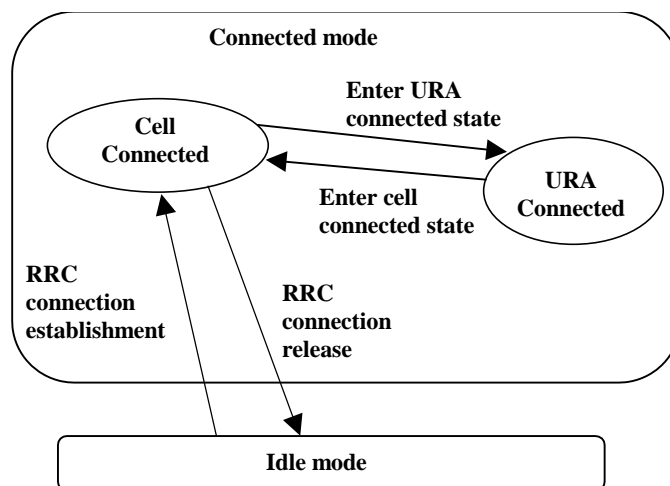 Connected mode
Enter URA
connected state
Cell
Connected
URA
Connected
Enter cell
connected state
RRC
connection
establishment
RRC
connection
release
Idle mode